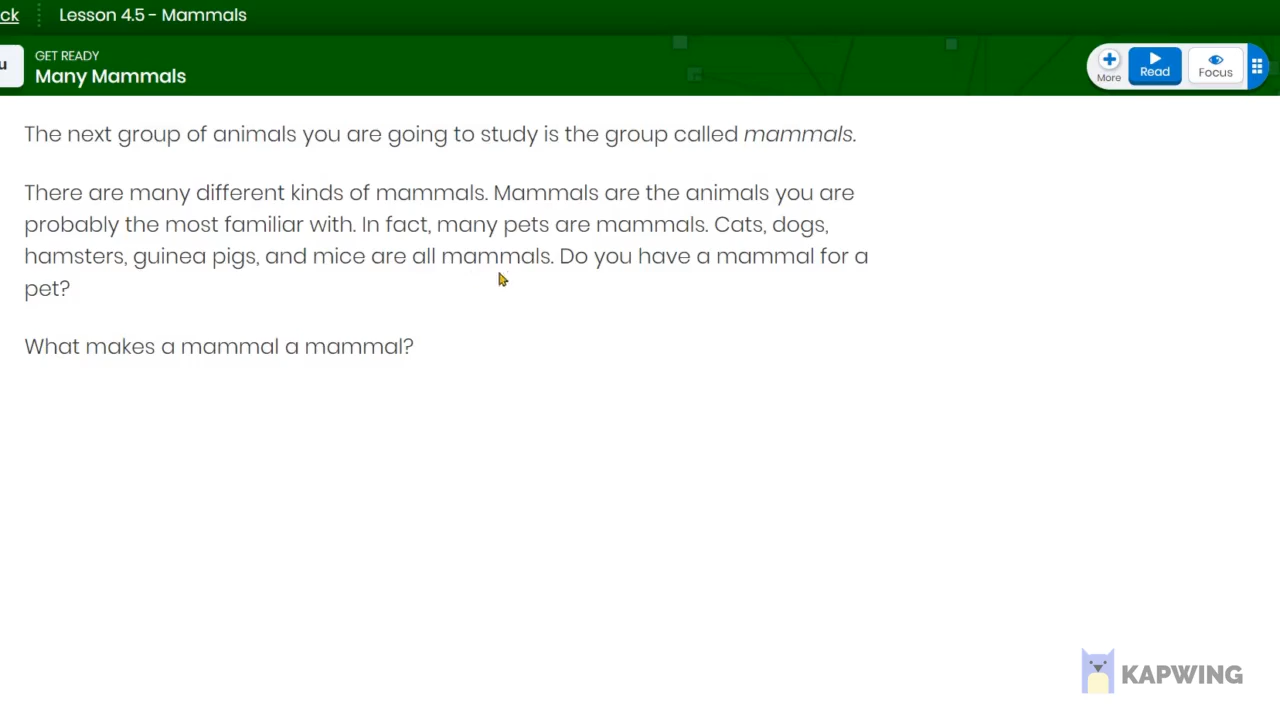 ck
Lesson 4.5 - Mammals
u
GET READY
Many Mammals
More
Read
Focus
The next group of animals you are going to study is the group called mammals.
There are many different kinds of mammals. Mammals are the animals you are
probably the most familiar with. In fact, many pets are mammals. Cats, dogs,
hamsters, guinea pigs, and mice are all mammals. Do you have a mammal for a
pet?
What makes a mammal a mammal?
KAPWING